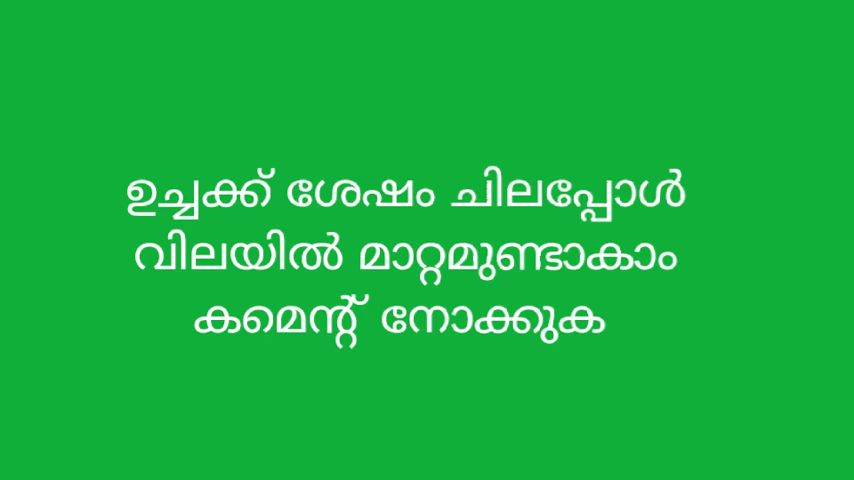 ഉച്ചക്ക് ശേഷം ചിലപ്പോൾ
വിലയിൽ മാറ്റമുണ്ടാകാം
കമെന്റ് നോക്കുക